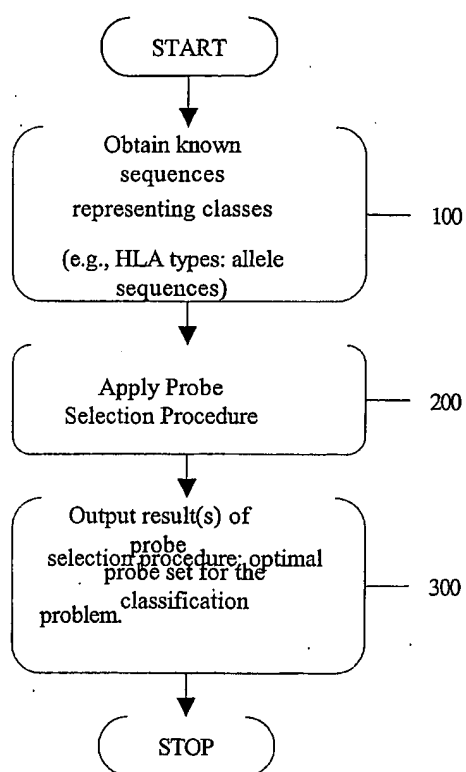 START
Obtain known
sequences
representing classes
(e.g., HLA types: allele
sequences)
100
Apply Probe
Selection Procedure
200
Output result(s) of
probe
selection procedure: optimal
probe set for the
classification
problem.
300
STOP